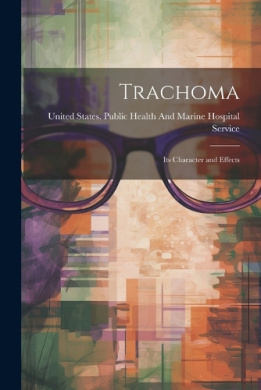 Trachoma
United States. Public Health And Marine Hospital
Service
Its Character and Effects